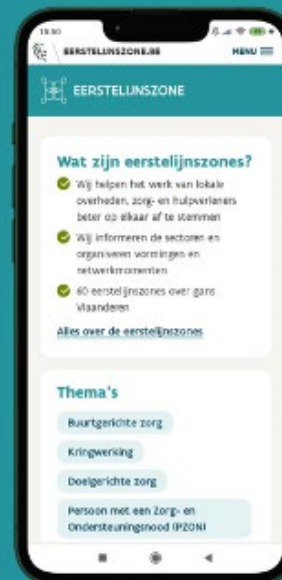 15:50
EERSTELIJNSZONE.BE
MENU
EERSTELIJNSZONE
Wat zijn eerstelijnszones?
Wij helpen het werk van lokale
overheden, zorg- en hulpverleners
beter op elkaar af te stemmen
Wij informeren de sectoren en
organiseren vormingen en
netwerkmomenten
60 eerstelijnszones over gans
Vlaanderen
Alles over de eerstelijnszones
Thema's
Buurtgerichte zorg
Kringwerking
Doelgerichte zorg
Persoon met een Zorg- en
Ondersteuningsnood (PZON)